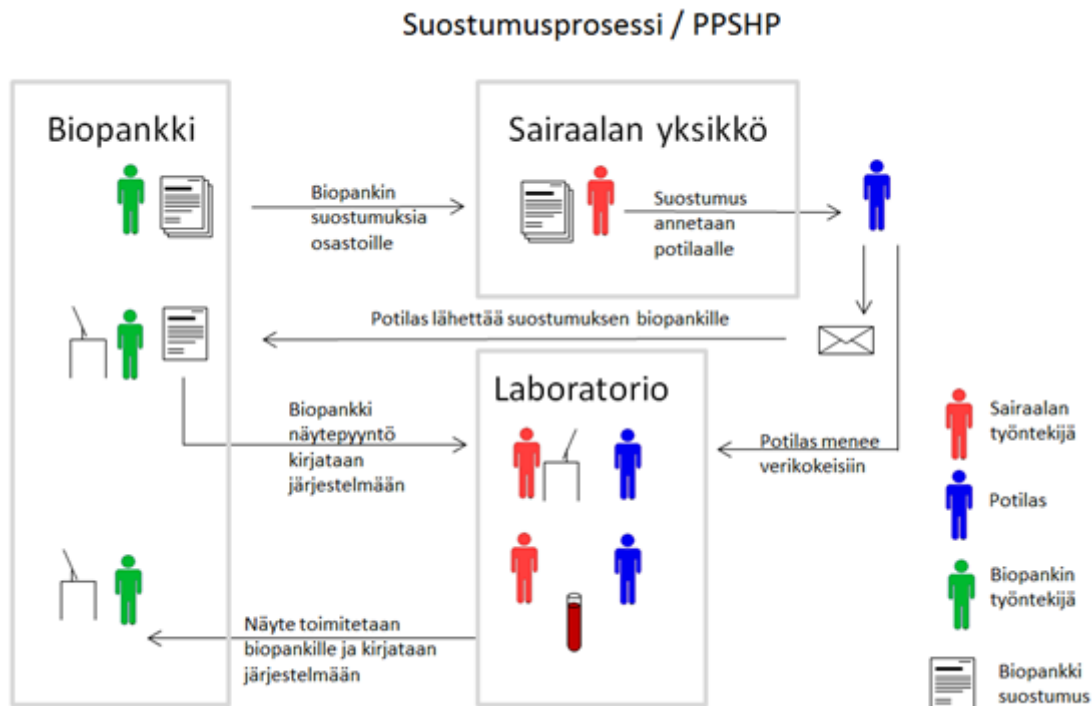 Suostumusprosessi / PPSHP
Biopankki
Sairaalan yksikkö
Biopankin
suostumuksia
osastoille
Suostumus
annetaan
potilaalle
Potilas lähettää suostumuksen biopankille
Laboratorio
Biopankki
näytepyyntö
kirjataan
järjestelmään
Potilas menee
verikokeisiin
Näyte toimitetaan
biopankille ja kirjataan
järjestelmään
Sairaalan
työntekijä
Potilas
Biopankin
työntekijä
Biopankki
suostumus